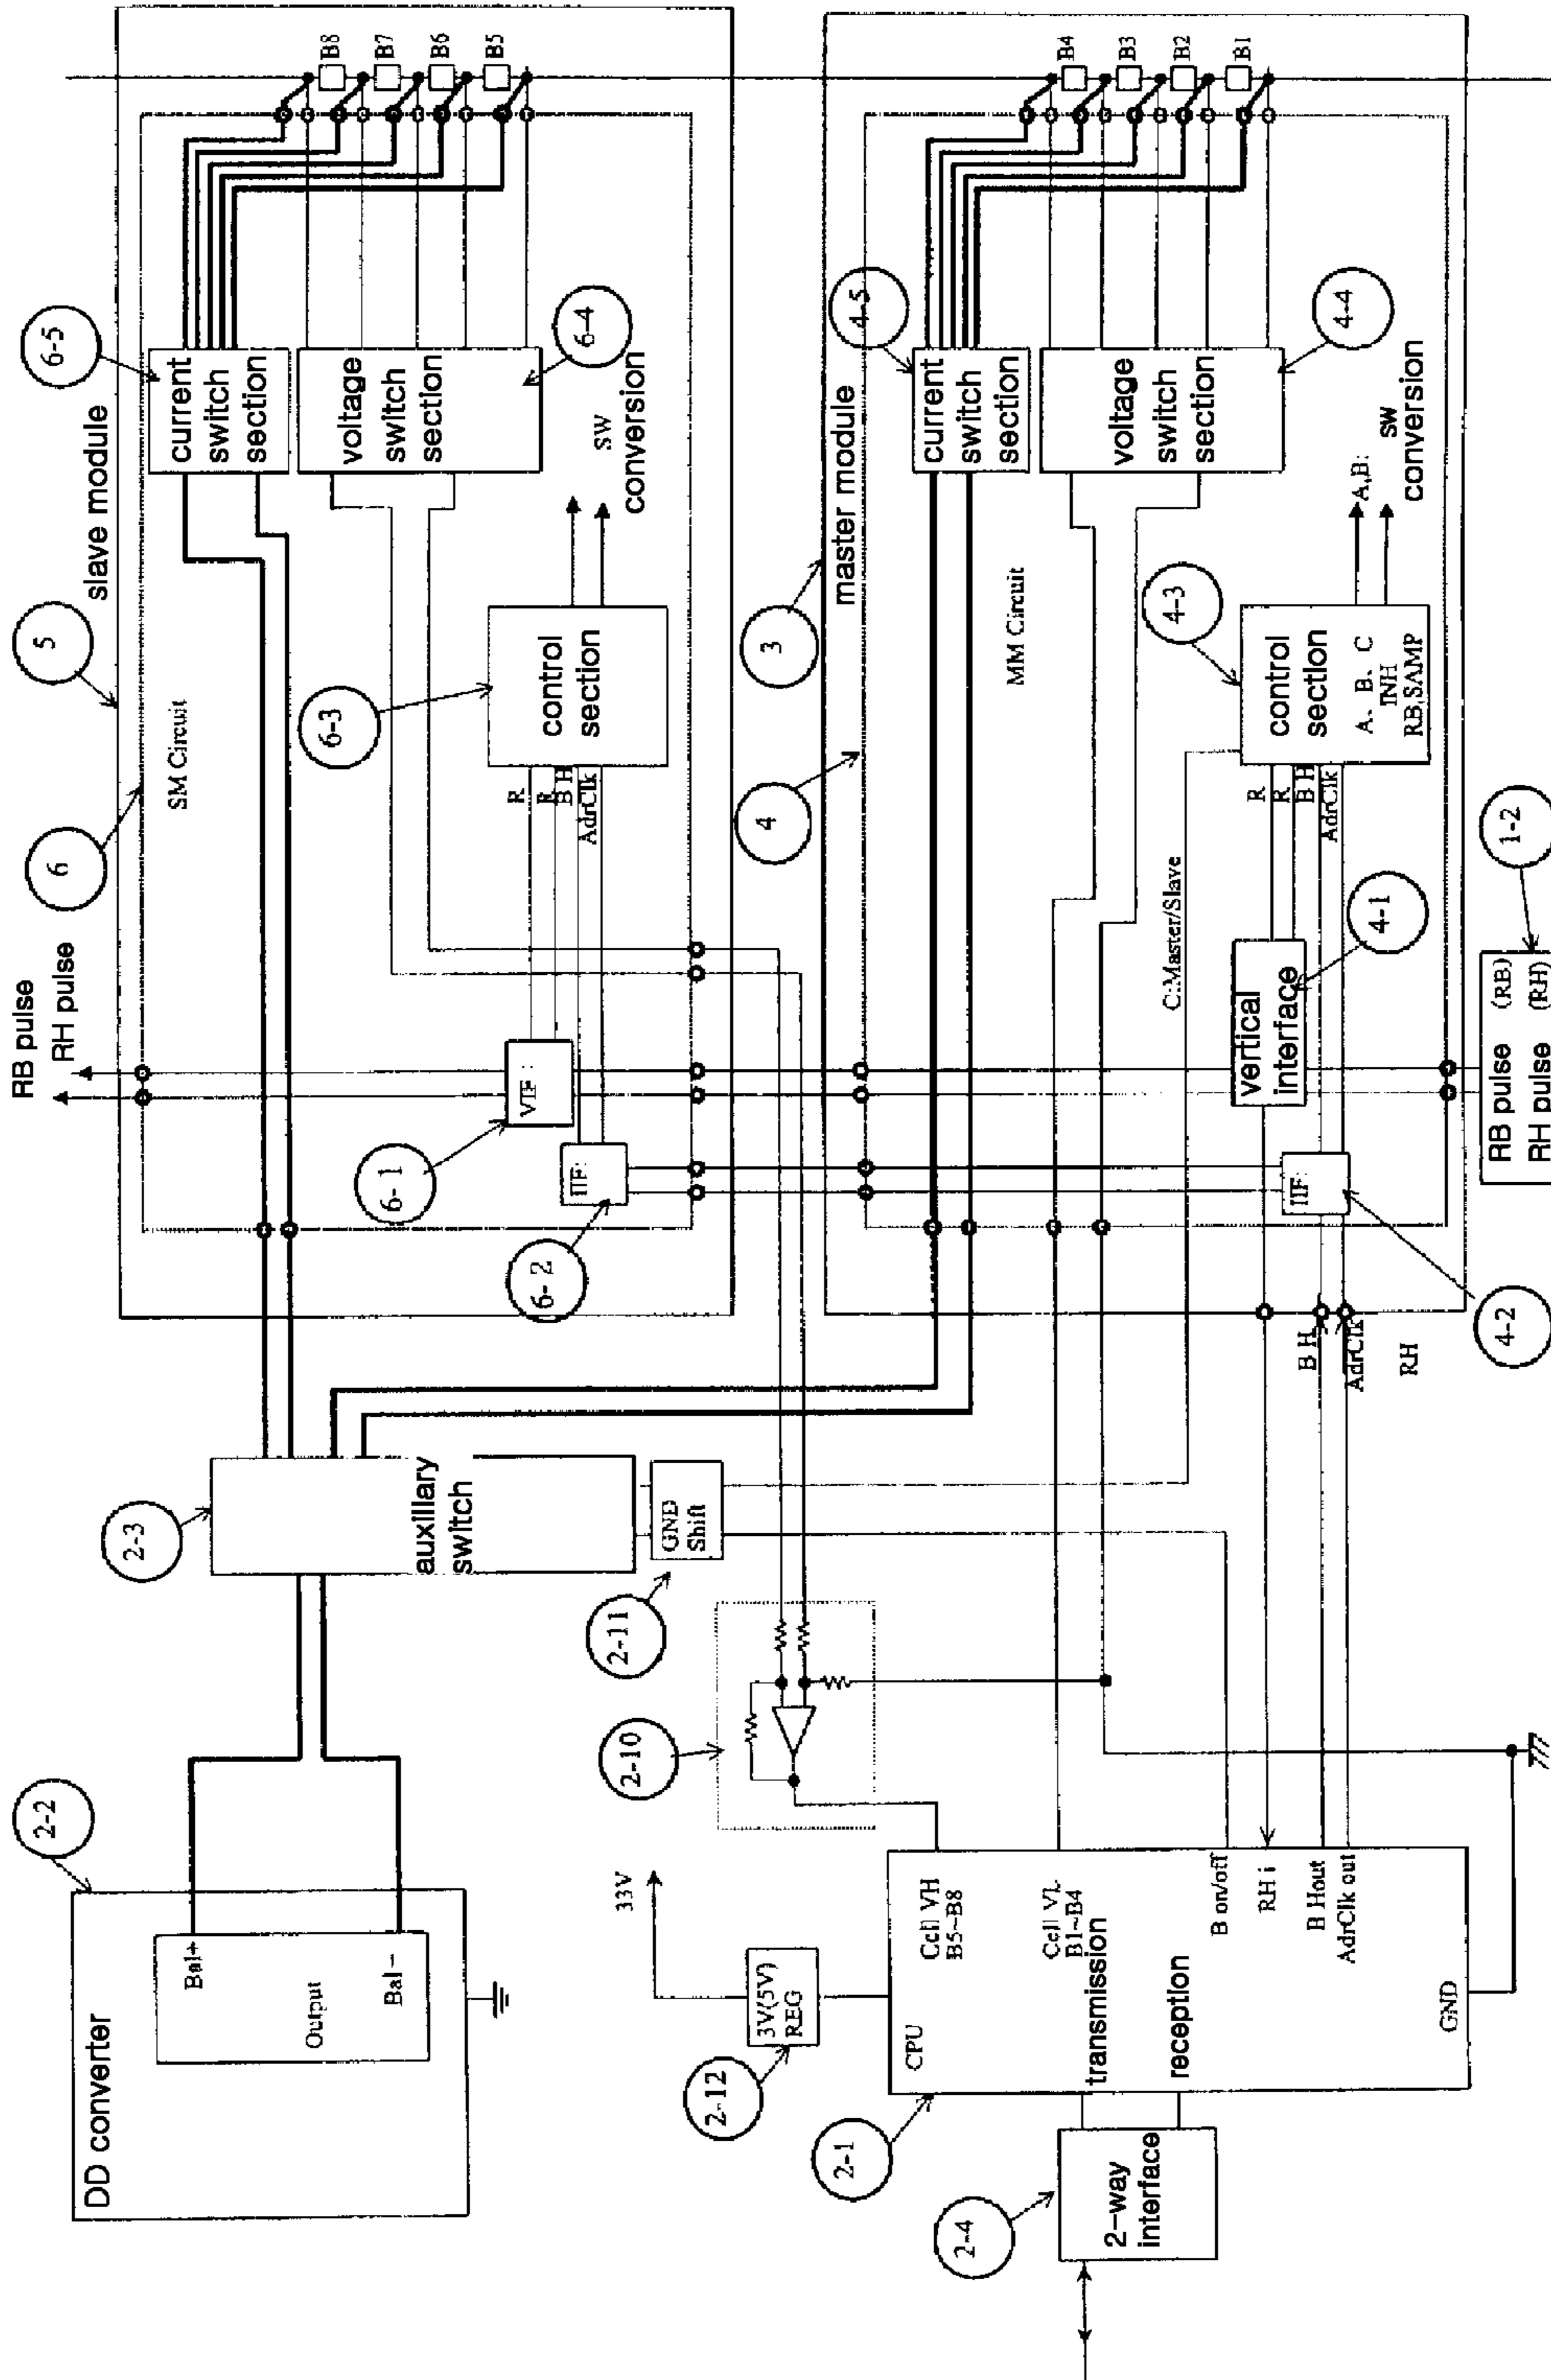 RB pulse
RH pulse
6
5
slave module
6-5
SM Circuit
current
switch
section
voltage
switch
section
6-4
SW
conversion
B8
B7
B6
B5
6-3
control
section
R
R
B H
AdrClk
6-1
6-2
2-3
auxillary
switch
2-11
GND
Shift
2-2
DD converter
Bal+
Output
Bal−
2-10
3
master module
4
MM Circuit
4-5
current
switch
section
voltage
switch
section
4-4
B4
B3
B2
B1
4-3
control
section
A、B、C
INH
RB,SAMP
A,B:
SW
conversion
C:Master/Slave
R
R
B H
AdrClk
vertical
interface
4-1
4-2
B H
AdrClk
RH
1-2
RB pulse (RB)
RH pulse (RH)
33V
3V(5V)
REG
2-12
2-1
CPU
Cell VH
B5~B8
Cell VL
B1~B4
transmission
reception
B on/off
RH i
B Hout
AdrClk out
GND
2-4
2-way
interface